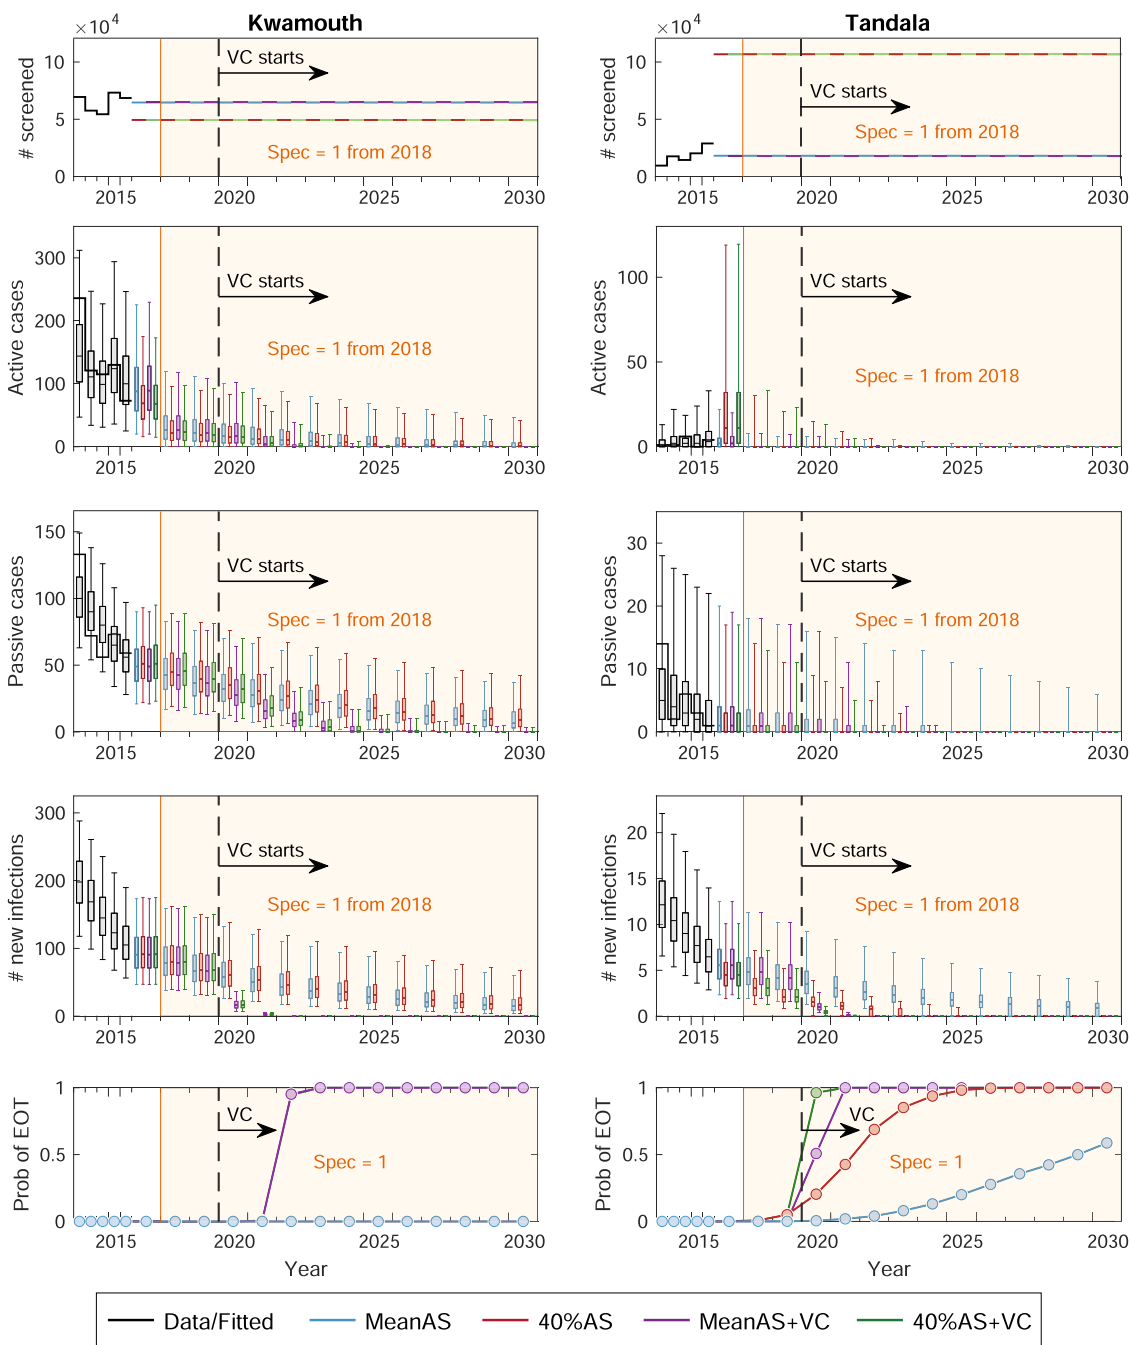 Kwamouth
Tandala
×10⁴
×10⁴
# screened
10
5
0
VC starts
Spec = 1 from 2018
2015
2020
2025
2030
# screened
10
5
0
VC starts
Spec = 1 from 2018
2015
2020
2025
2030
Active cases
300
200
100
0
VC starts
Spec = 1 from 2018
2015
2020
2025
2030
Active cases
100
50
0
VC starts
Spec = 1 from 2018
2015
2020
2025
2030
Passive cases
150
100
50
0
VC starts
Spec = 1 from 2018
2015
2020
2025
2030
Passive cases
30
20
10
0
VC starts
Spec = 1 from 2018
2015
2020
2025
2030
# new infections
300
200
100
0
VC starts
Spec = 1 from 2018
2015
2020
2025
2030
# new infections
20
15
10
5
0
VC starts
Spec = 1 from 2018
2015
2020
2025
2030
Prob of EOT
1
0.5
0
VC
Spec = 1
2015
2020
2025
2030
Year
Prob of EOT
1
0.5
0
VC
Spec = 1
2015
2020
2025
2030
Year
Data/Fitted
MeanAS
40%AS
MeanAS+VC
40%AS+VC